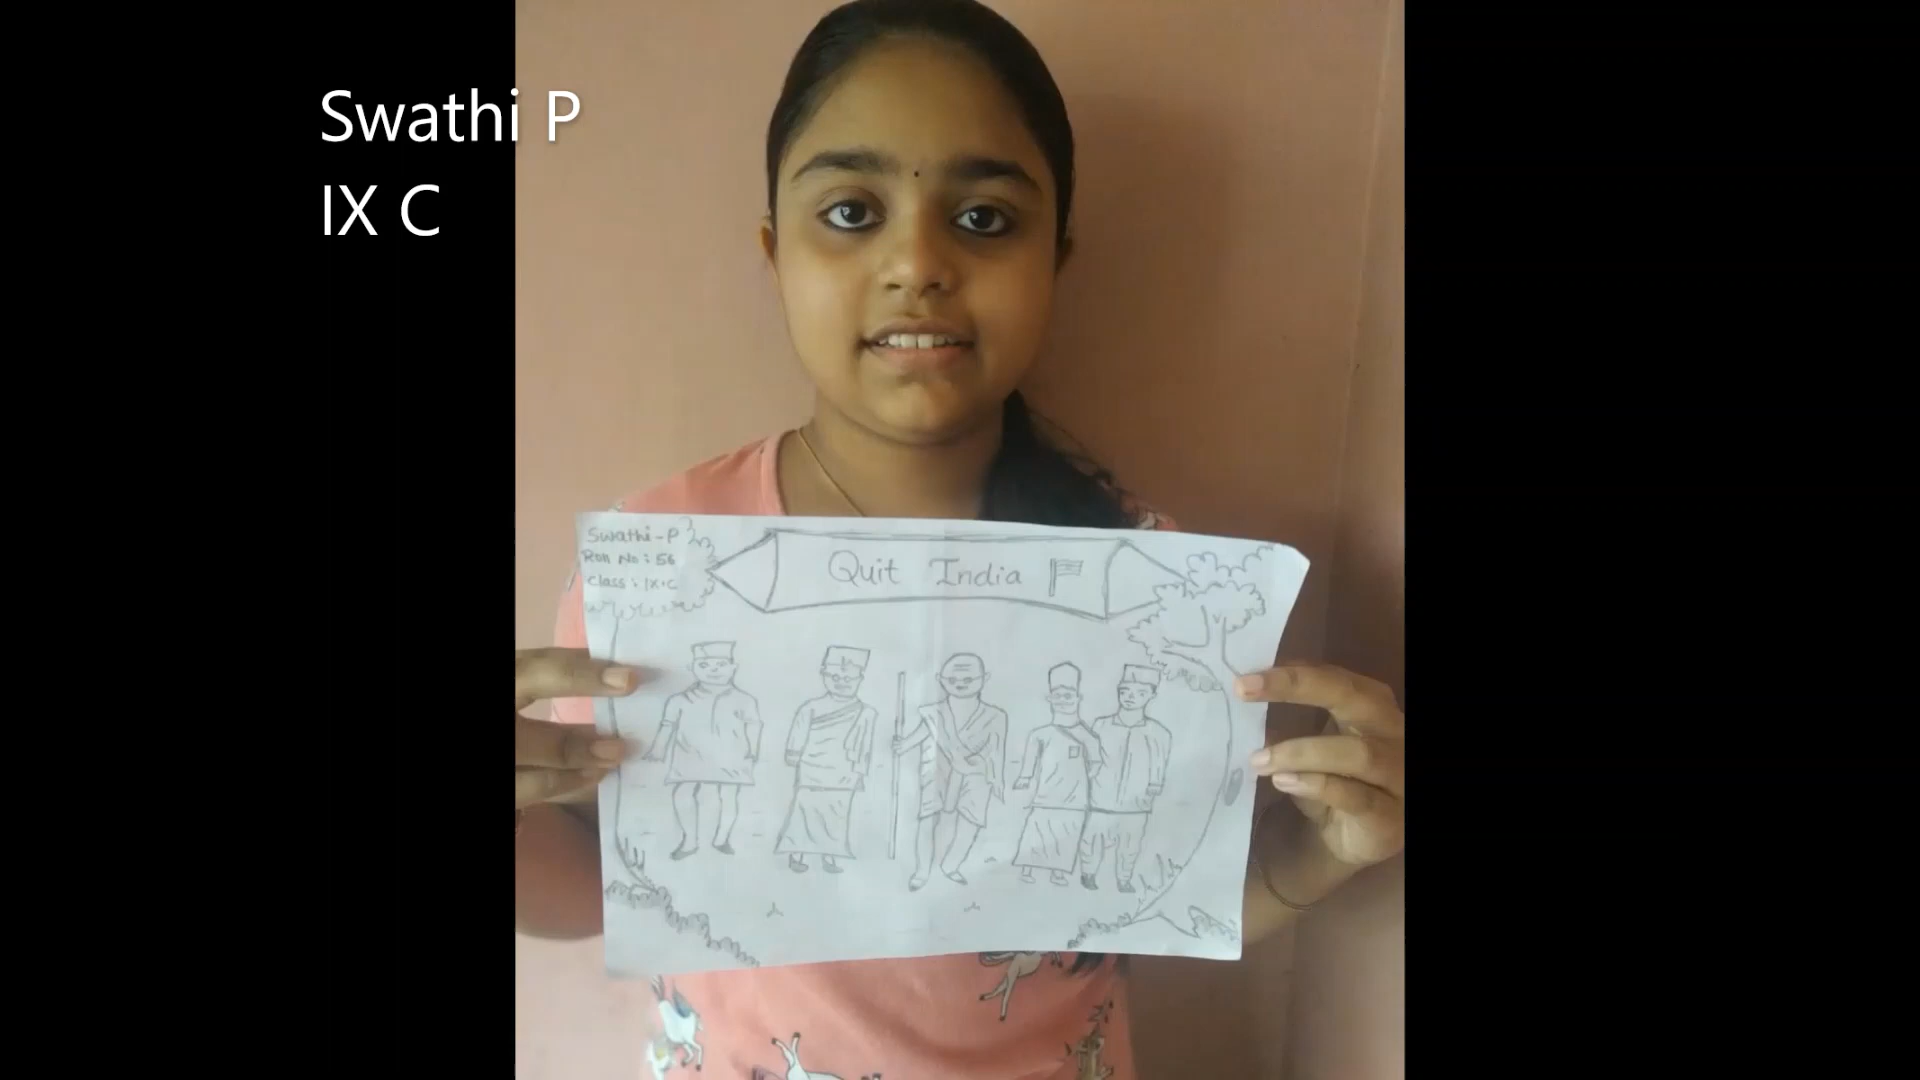 Swathi P
IX C
Swathi-P
Roll No: 56
Class: IX.C
Quit India